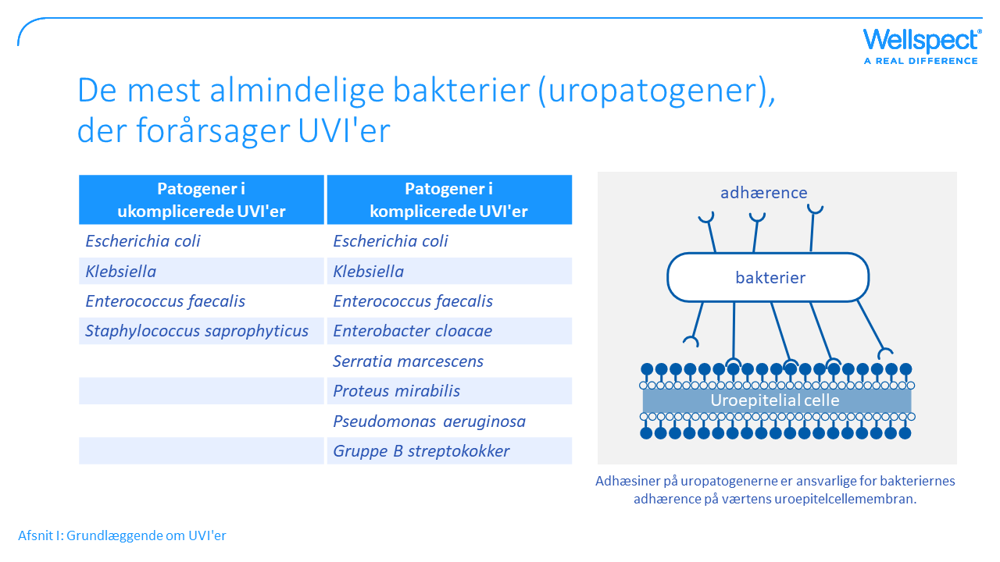 Wellspect®
A REAL DIFFERENCE
De mest almindelige bakterier (uropatogener),
der forårsager UVI'er
Patogener i
ukomplicerede UVI'er
Patogener i
komplicerede UVI'er
Escherichia coli
Escherichia coli
Klebsiella
Klebsiella
Enterococcus faecalis
Enterococcus faecalis
Staphylococcus saprophyticus
Enterobacter cloacae
Serratia marcescens
Proteus mirabilis
Pseudomonas aeruginosa
Gruppe B streptokokker
adhærence
bakterier
Uroepitelial celle
Adhæsiner på uropatogenerne er ansvarlige for bakteriernes
adhærence på værtens uroepitelcellemembran.
Afsnit I: Grundlæggende om UVI'er